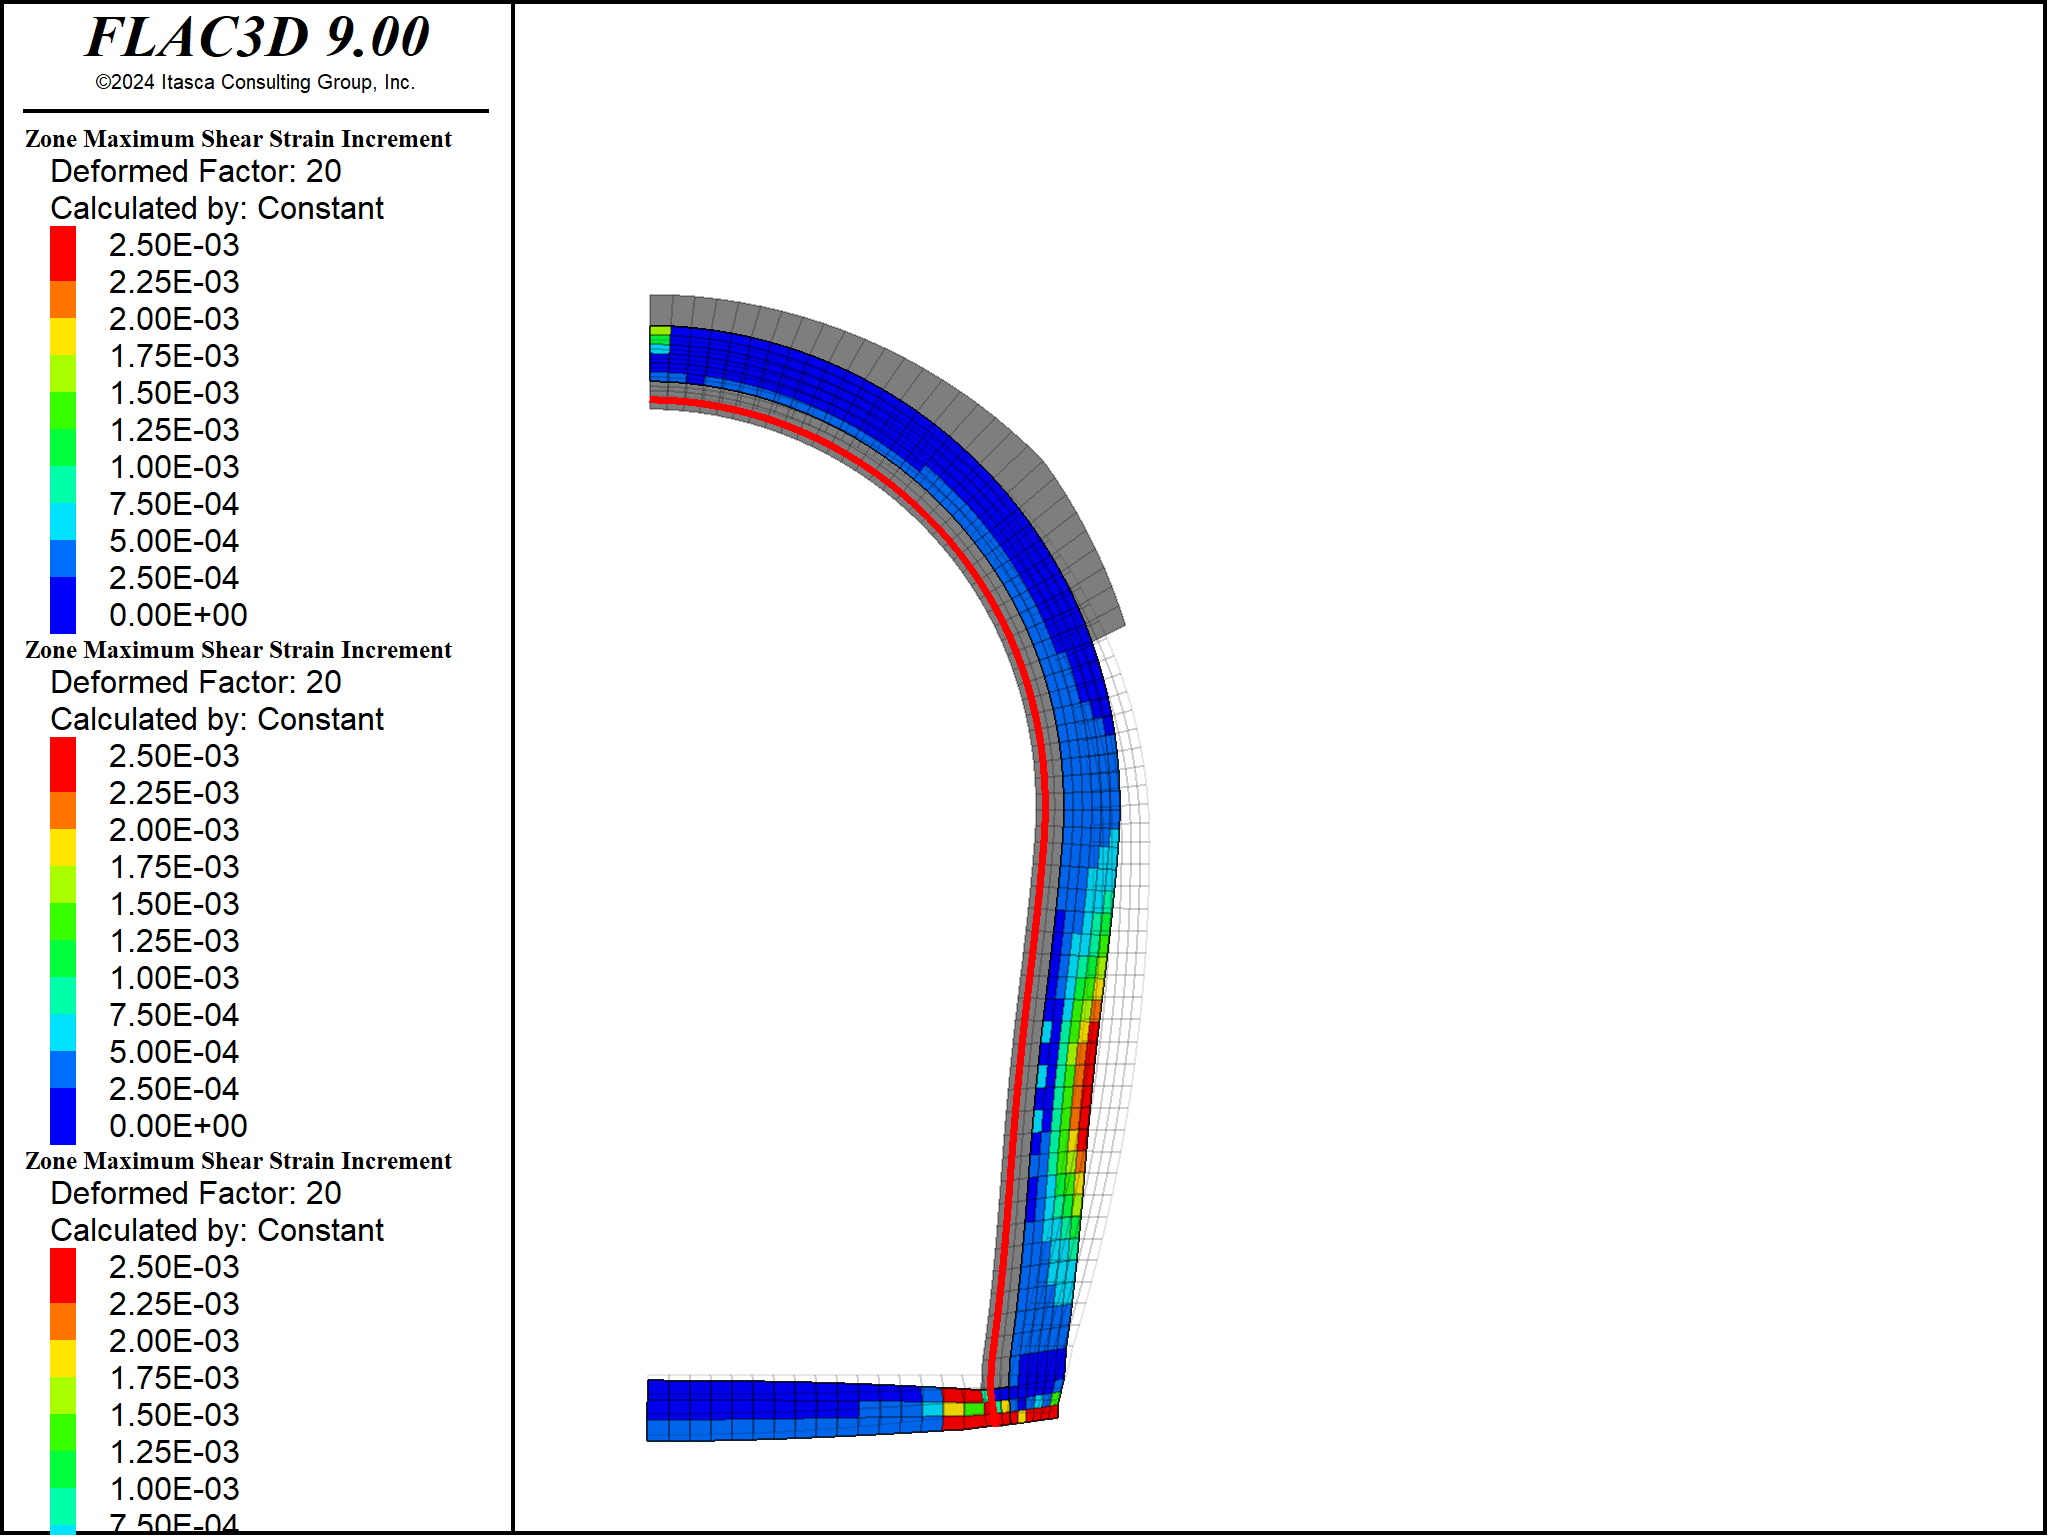 FLAC3D 9.00
©2024 Itasca Consulting Group, Inc.
Zone Maximum Shear Strain Increment
Deformed Factor: 20
Calculated by: Constant
2.50E-03
2.25E-03
2.00E-03
1.75E-03
1.50E-03
1.25E-03
1.00E-03
7.50E-04
5.00E-04
2.50E-04
0.00E+00
Zone Maximum Shear Strain Increment
Deformed Factor: 20
Calculated by: Constant
2.50E-03
2.25E-03
2.00E-03
1.75E-03
1.50E-03
1.25E-03
1.00E-03
7.50E-04
5.00E-04
2.50E-04
0.00E+00
Zone Maximum Shear Strain Increment
Deformed Factor: 20
Calculated by: Constant
2.50E-03
2.25E-03
2.00E-03
1.75E-03
1.50E-03
1.25E-03
1.00E-03
7.50E-04